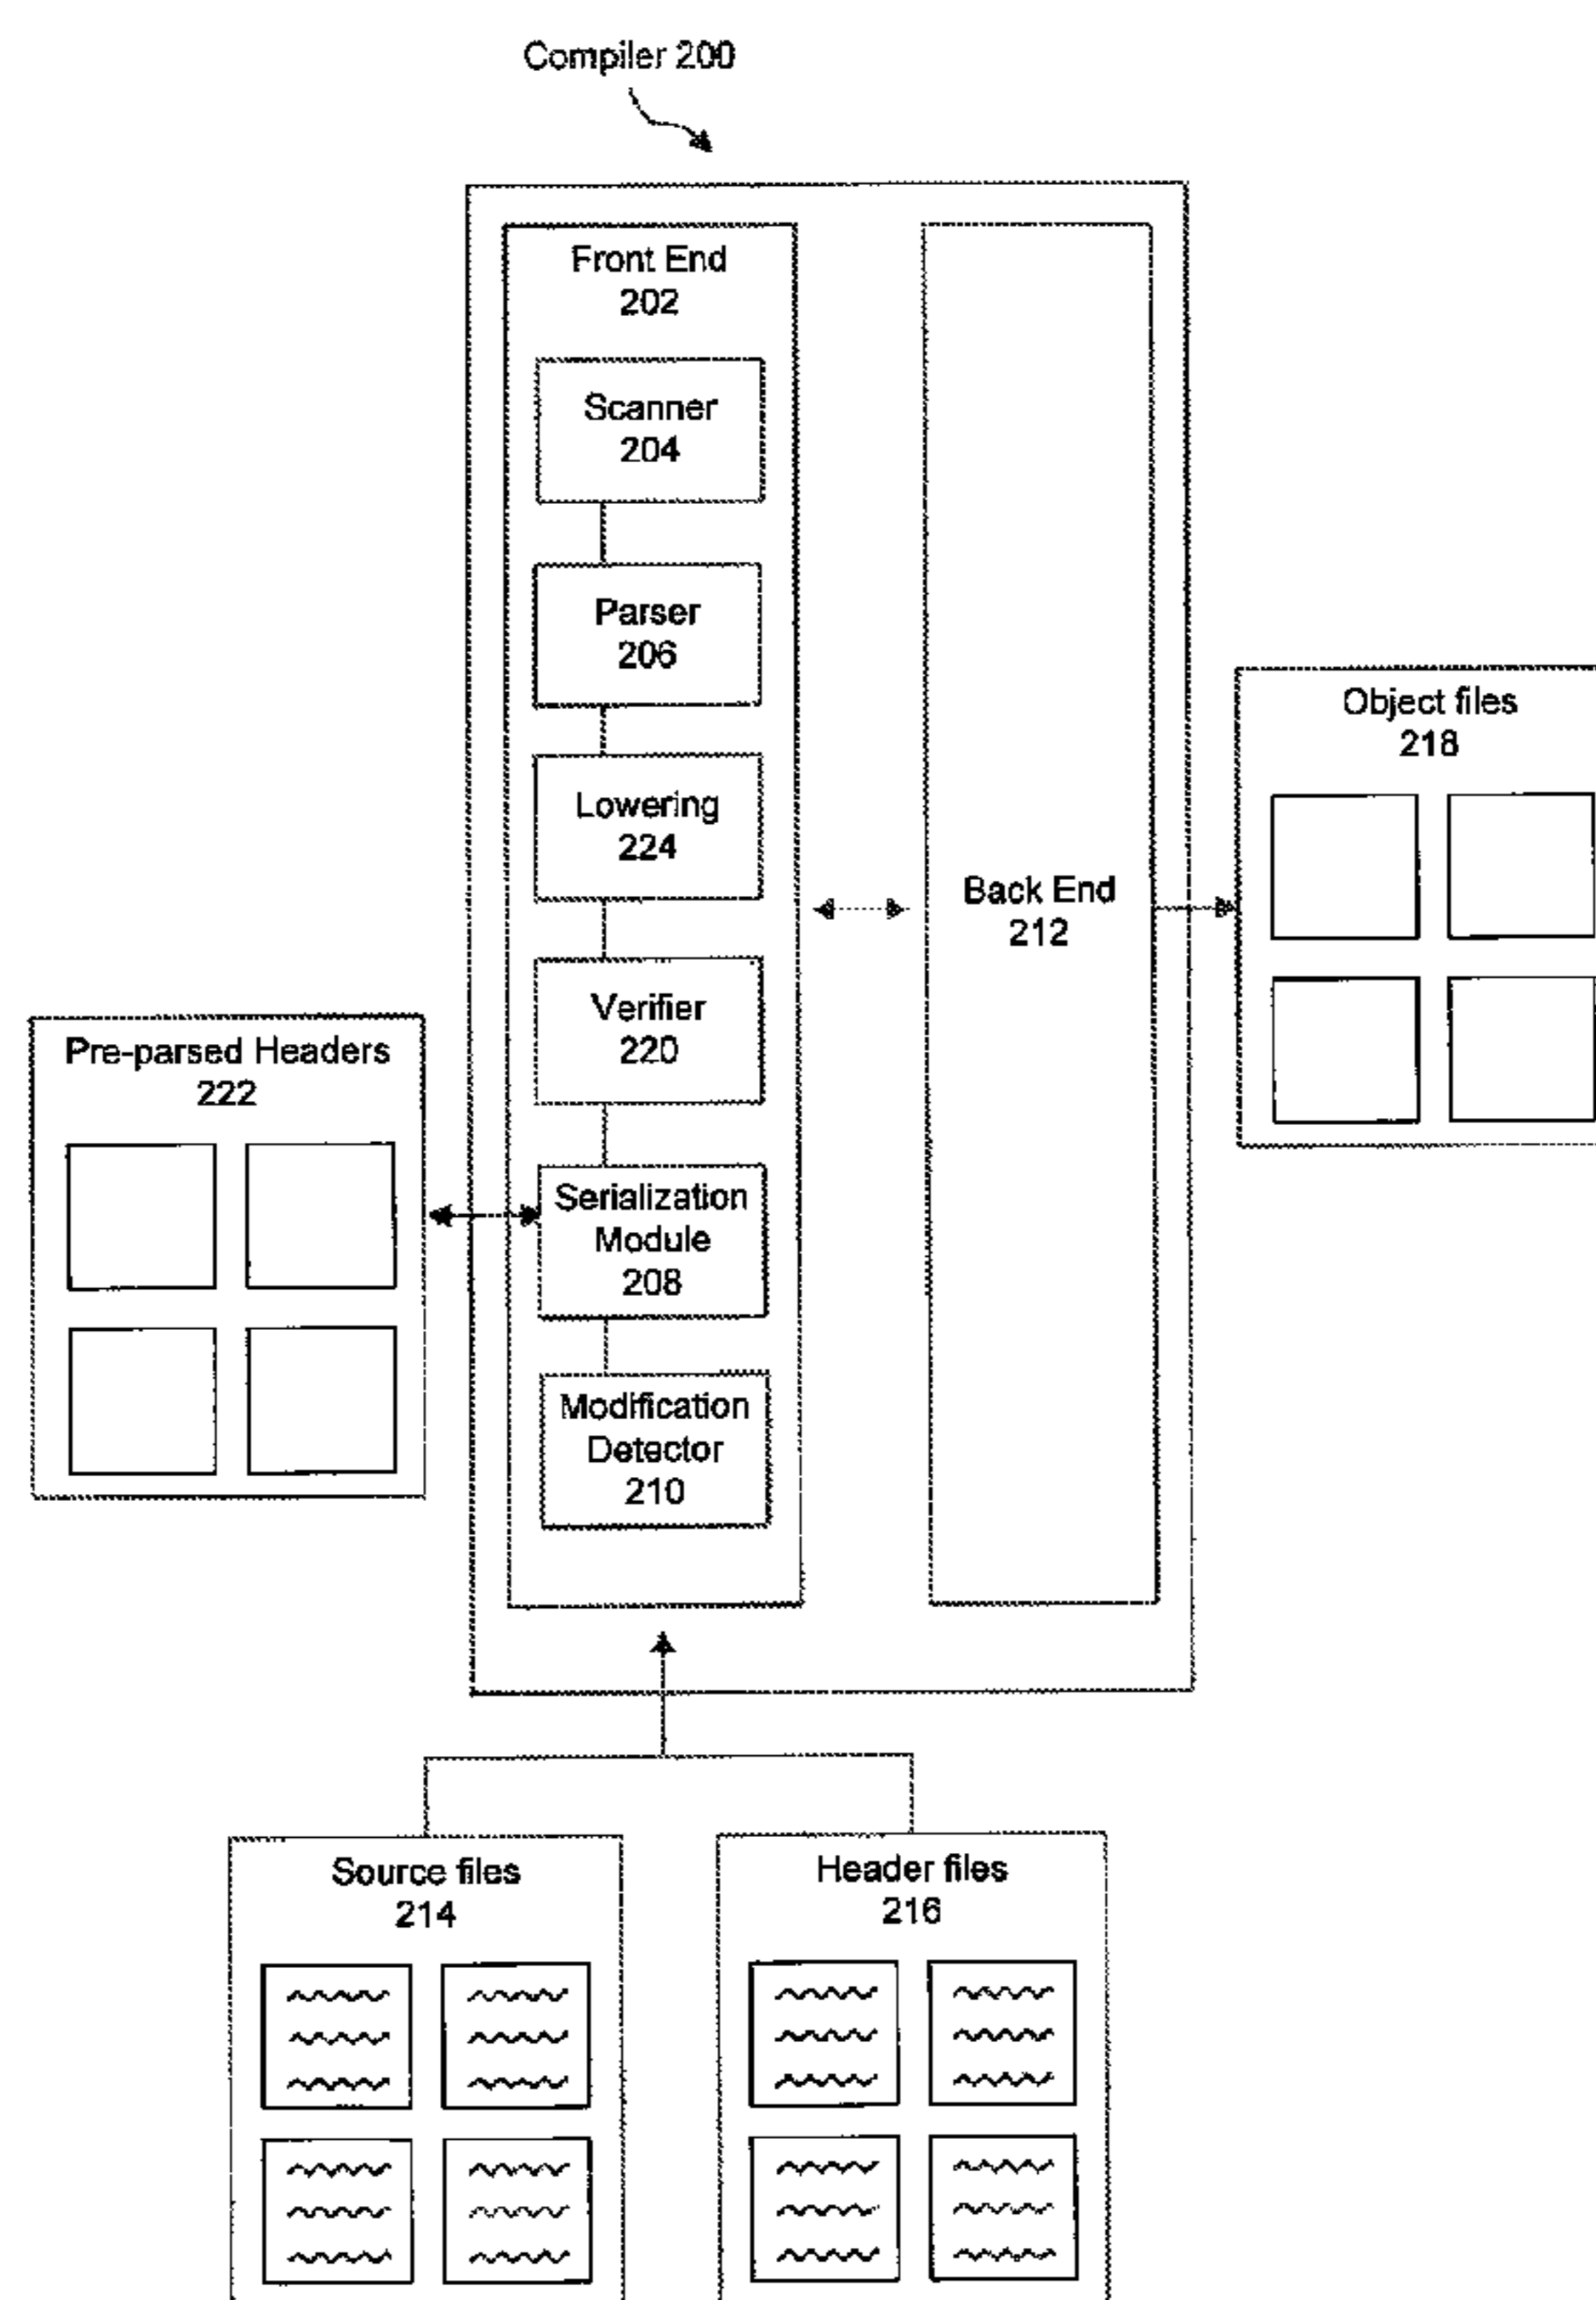 Compiler 200
Front End
202
Scanner
204
Parser
206
Lowering
224
Verifier
220
Serialization
Module
208
Modification
Detector
210
Back End
212
Object files
218
Pre-parsed Headers
222
Source files
214
Header files
216